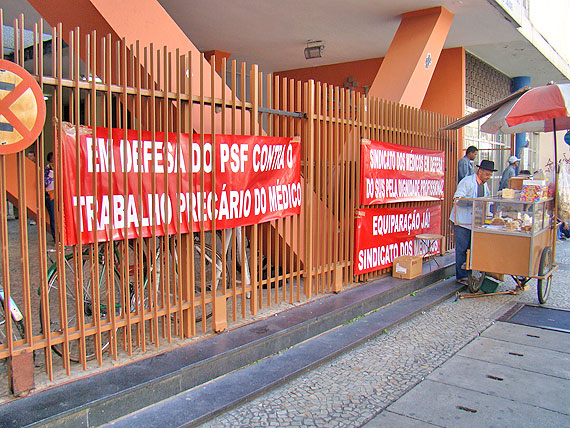 EM DEFESA DO PSF CONTRA O
TRABALHO PRECÁRIO DO MÉDICO
SINDICATO DOS MÉDICOS EM DEFESA
DO SUS PELA DIGNIDADE PROFISSIONAL
EQUIPARAÇÃO JÁ
SINDICATO DOS MÉDICOS